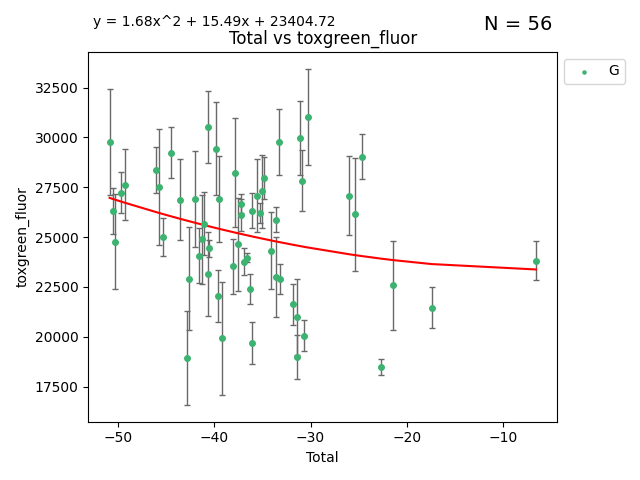 y = 1.68x^2 + 15.49x + 23404.72
N = 56
Total vs toxgreen_fluor
G
32500
30000
27500
25000
22500
20000
17500
toxgreen_fluor
−50
−40
−30
−20
−10
Total